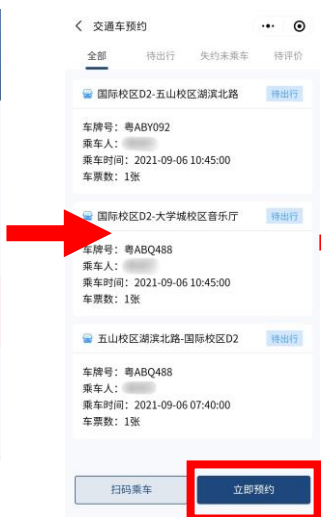 交通车预约
全部 待出行 失约未乘车 待评价
国际校区D2-五山校区湖滨北路 待出行
车牌号：粤ABY092
乘车人：
乘车时间：2021-09-06 10:45:00
车票数：1张
国际校区D2-大学城校区音乐厅 待出行
车牌号：粤ABQ488
乘车人：
乘车时间：2021-09-06 10:45:00
车票数：1张
五山校区湖滨北路-国际校区D2 待出行
车牌号：粤ABQ488
乘车人：
乘车时间：2021-09-06 07:40:00
车票数：1张
扫码乘车 立即预约